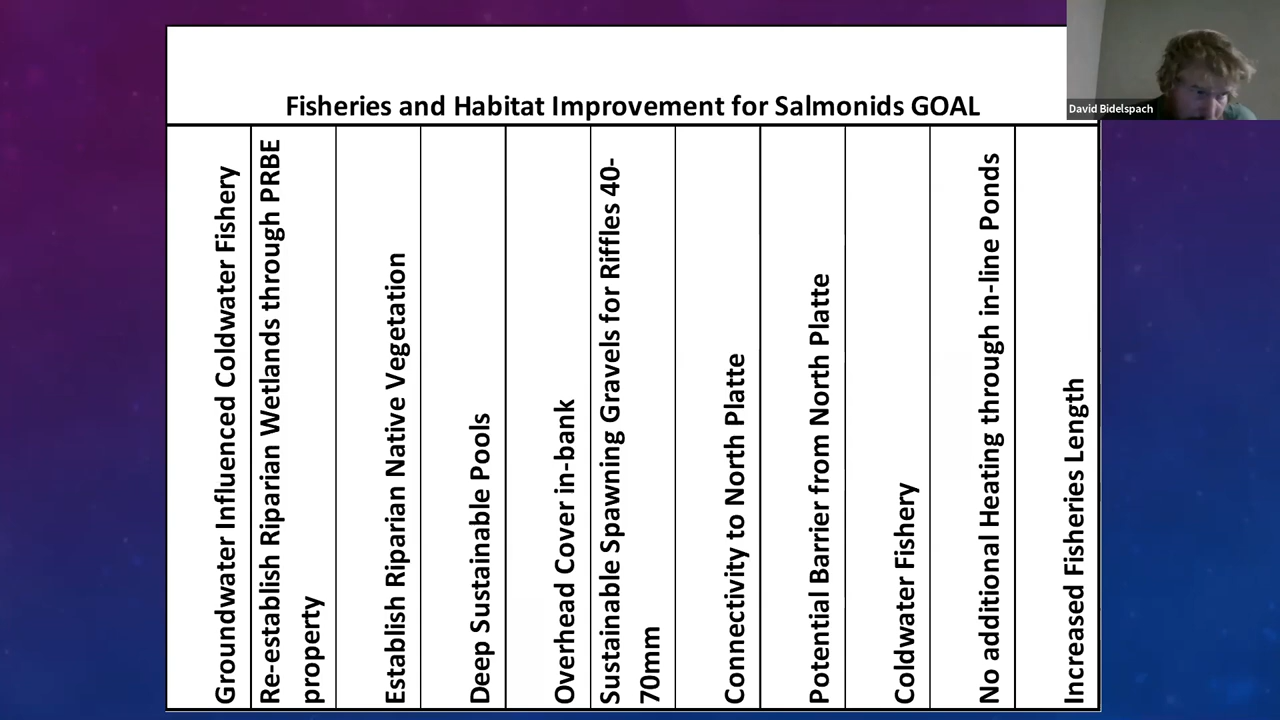 Fisheries and Habitat Improvement for Salmonids GOAL
David Bidelspach
Groundwater Influenced Coldwater Fishery
Re-establish Riparian Wetlands through PRBE
property
Establish Riparian Native Vegetation
Deep Sustainable Pools
Overhead Cover in-bank
Sustainable Spawning Gravels for Riffles 40-
70mm
Connectivity to North Platte
Potential Barrier from North Platte
Coldwater Fishery
No additional Heating through in-line Ponds
Increased Fisheries Length